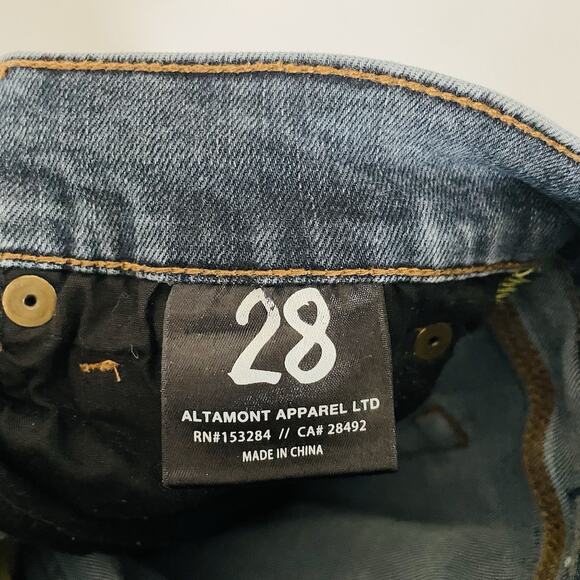 28
ALTAMONT APPAREL LTD
RN#153284 // CA# 28492
MADE IN CHINA